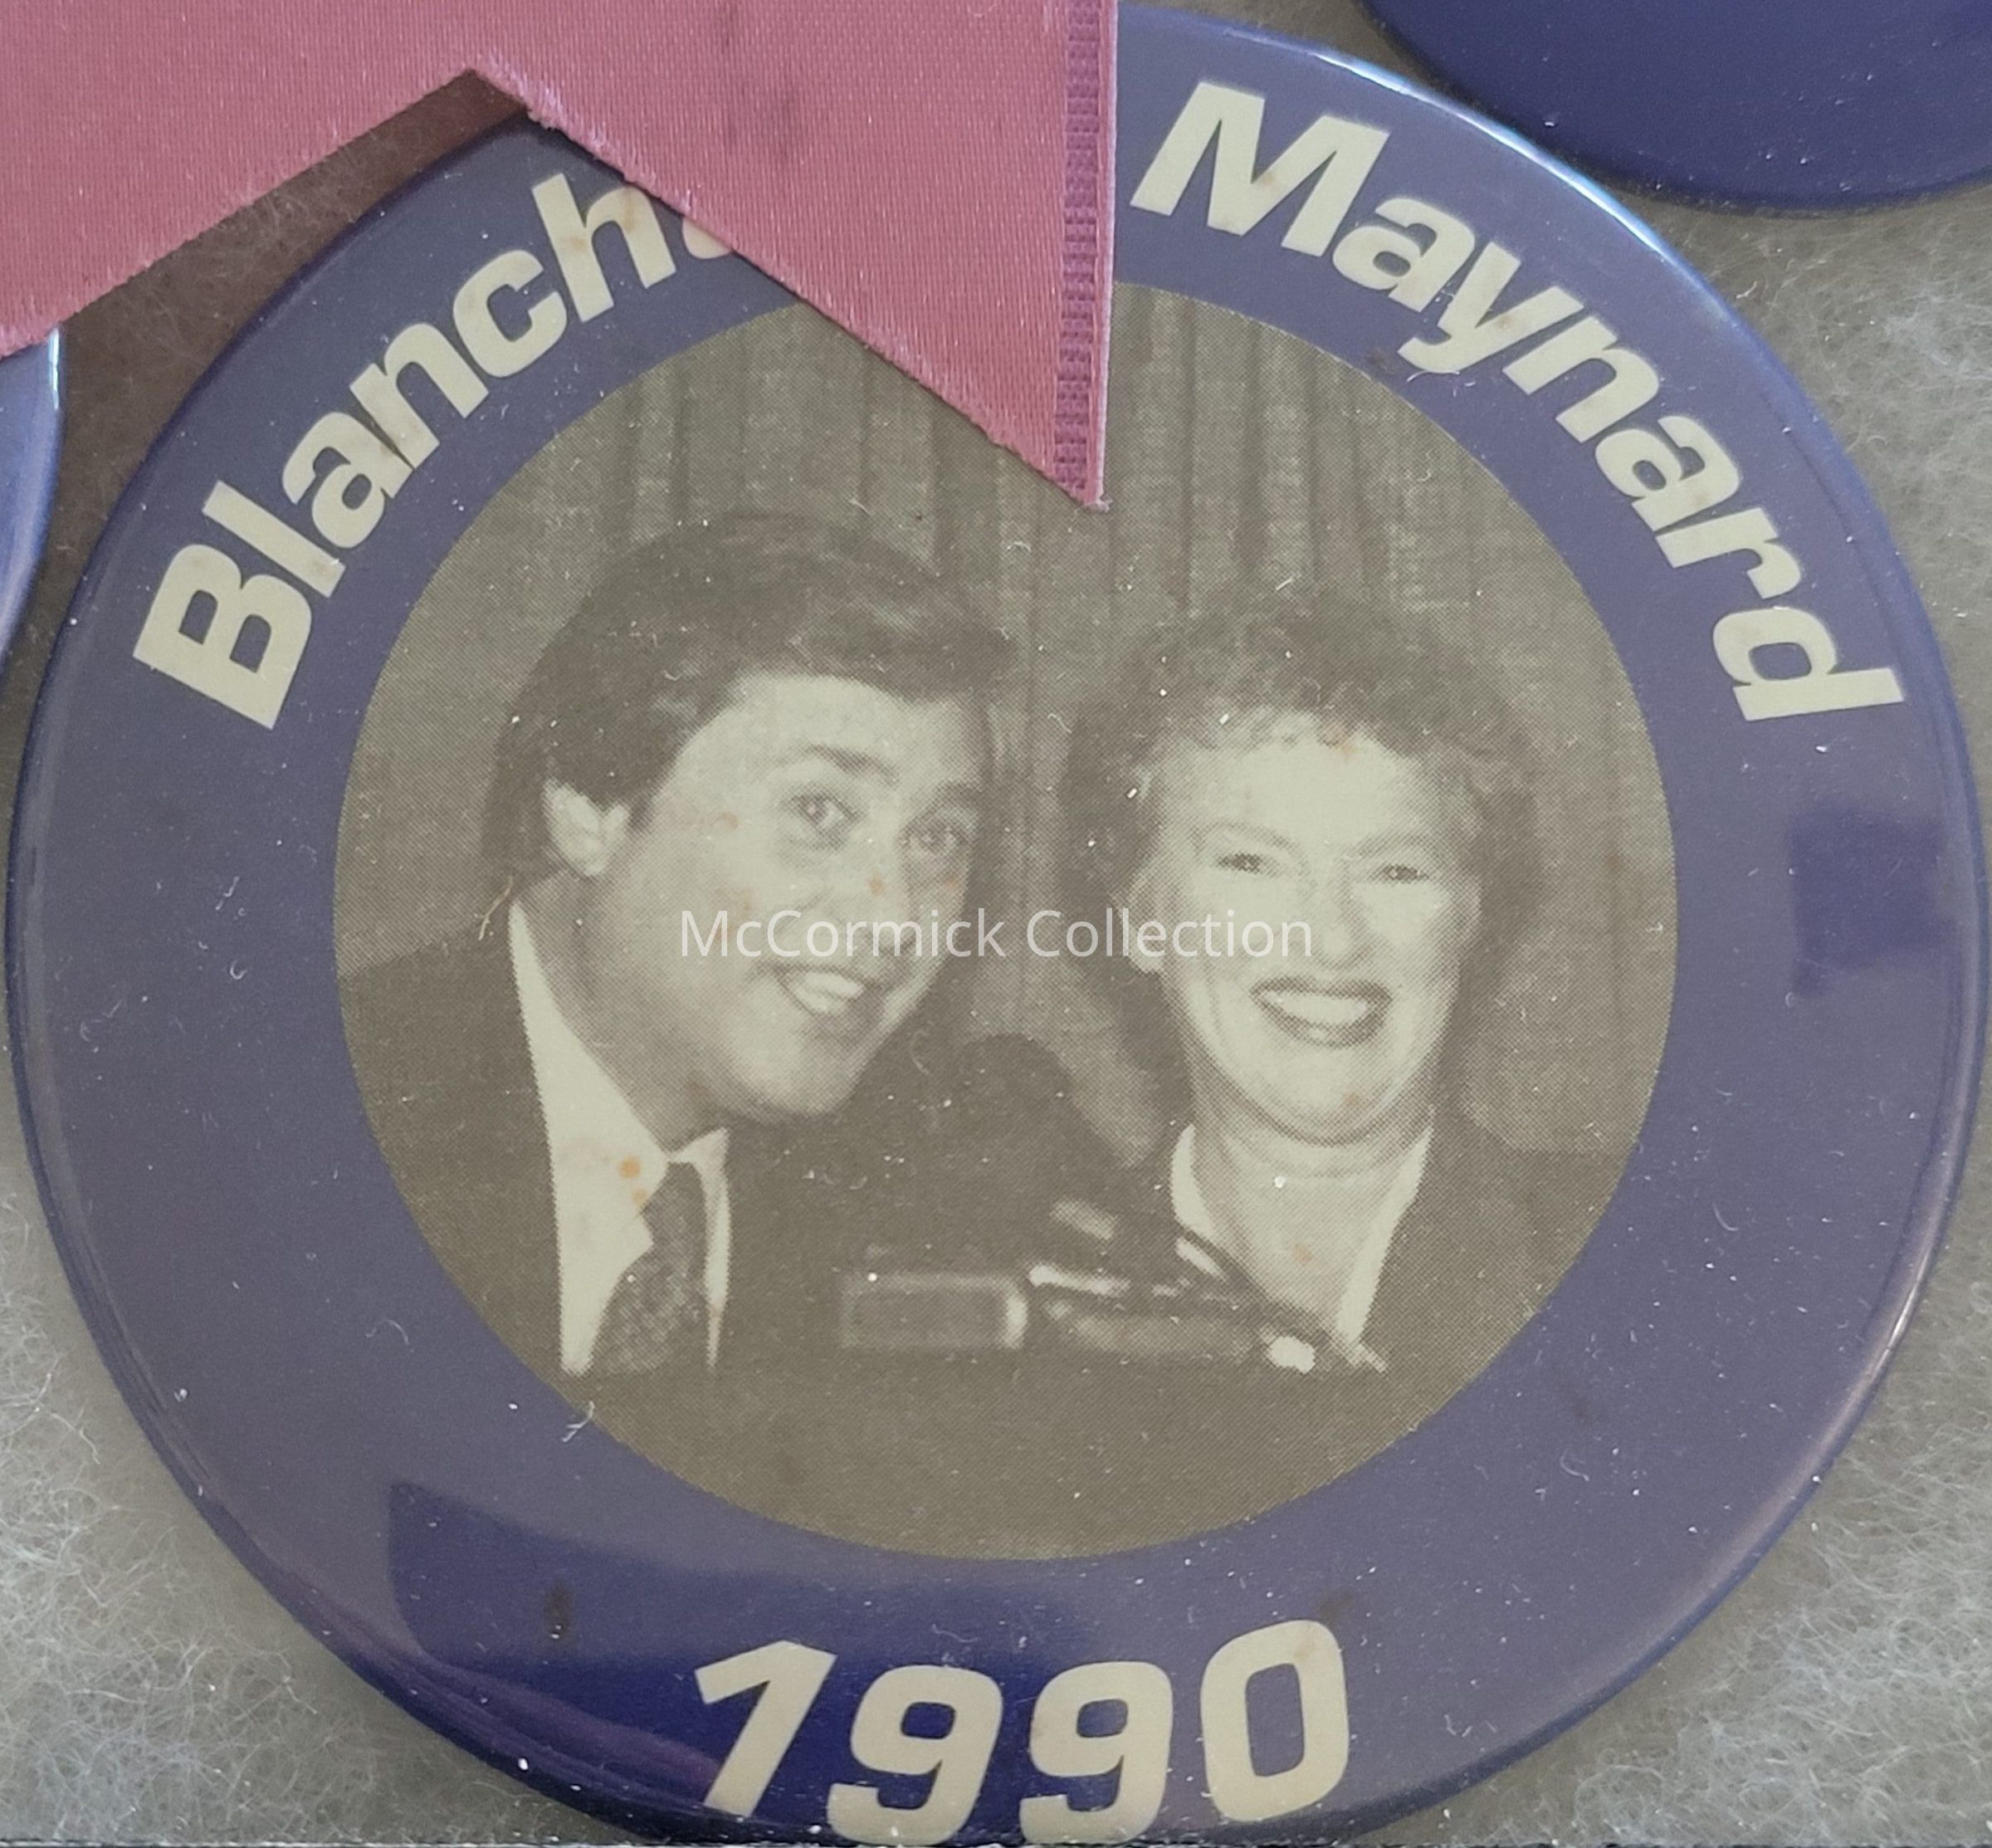 Blanch
Maynard
McCormick Collection
1990